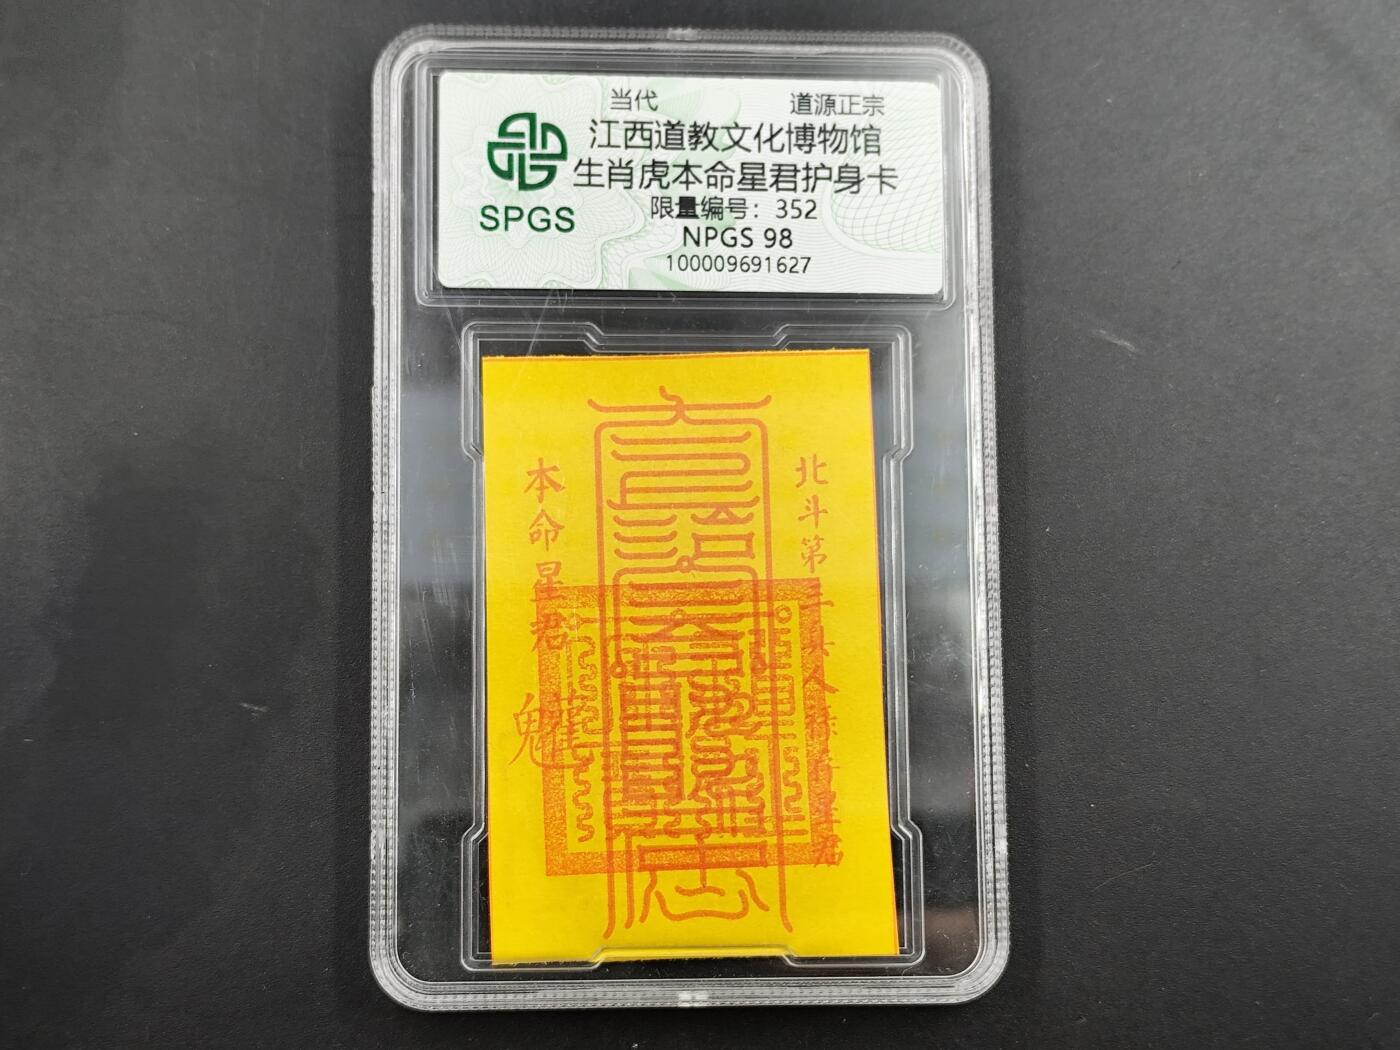 当代 道源正宗
江西道教文化博物馆
生肖虎本命星君护身卡
限量编号：352
NPGS 98
100009691627
SPGS
北斗第三真人禄存星君
本命星君